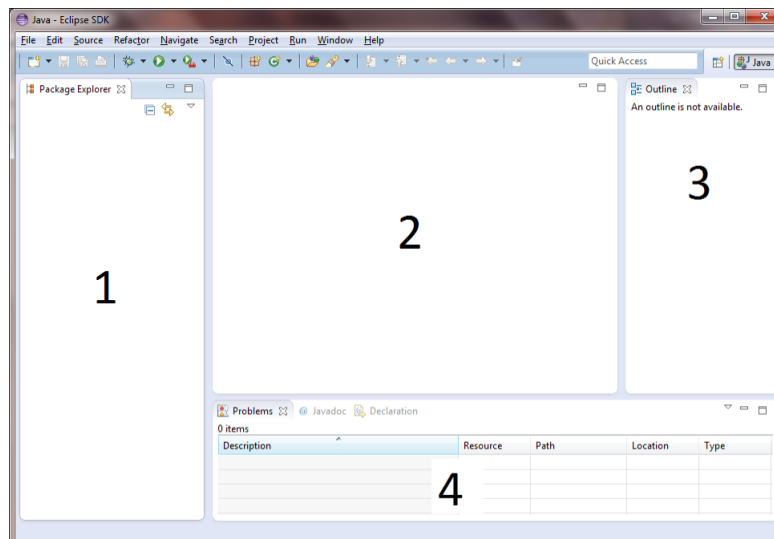 Java - Eclipse SDK
File Edit Source Refactor Navigate Search Project Run Window Help
Quick Access
Java
Package Explorer
Outline
An outline is not available.
1
2
3
Problems @ Javadoc Declaration
0 items
Description Resource Path Location Type
4